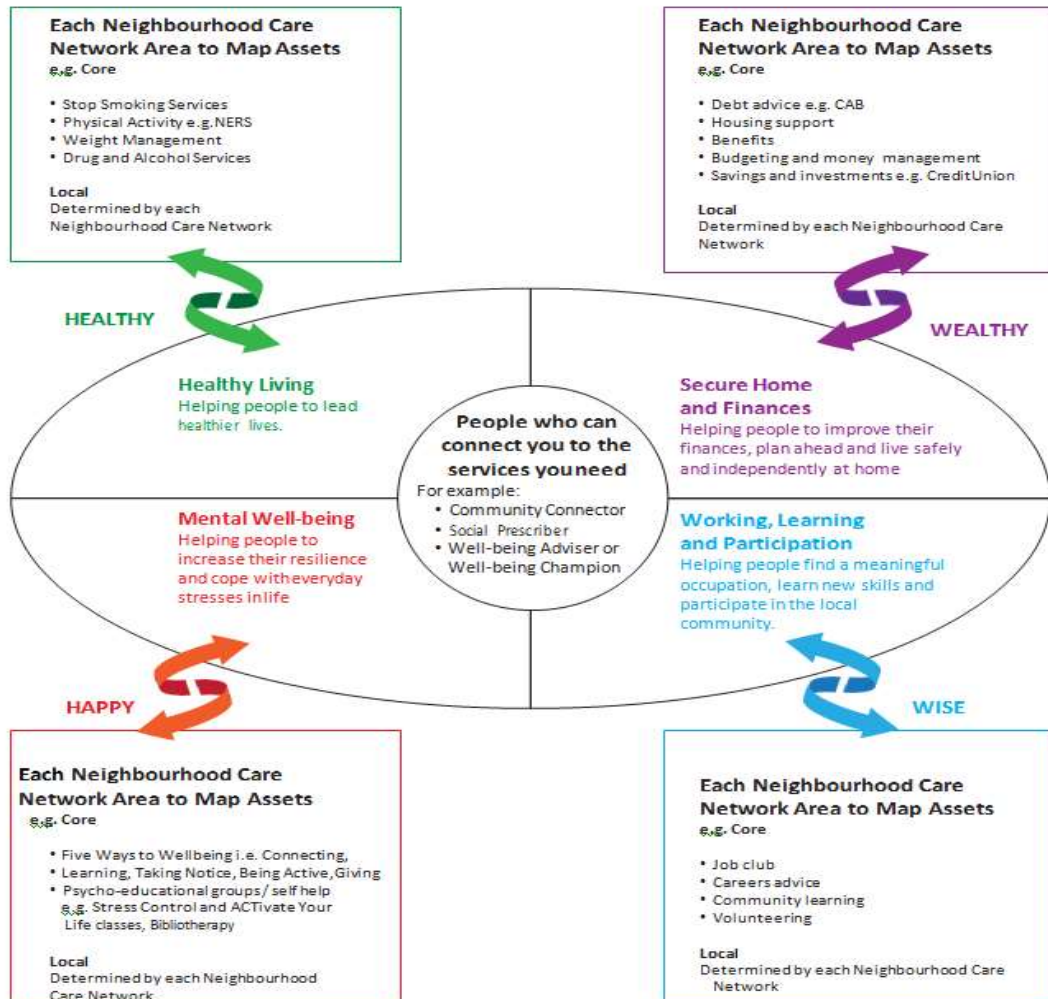 Each Neighbourhood Care
Network Area to Map Assets
e.g. Core
• Stop Smoking Services
• Physical Activity e.g.NERS
• Weight Management
• Drug and Alcohol Services
Local
Determined by each
Neighbourhood Care Network
Each Neighbourhood Care
Network Area to Map Assets
e.g. Core
• Debt advice e.g. CAB
• Housing support
• Benefits
• Budgeting and money management
• Savings and investments e.g. CreditUnion
Local
Determined by each Neighbourhood Care
Network
HEALTHY
WEALTHY
Healthy Living
Helping people to lead
healthier lives.
Secure Home
and Finances
Helping people to improve their
finances, plan ahead and live safely
and independently at home
People who can
connect you to the
services youneed
For example:
• Community Connector
• Social Prescriber
• Well-being Adviser or
Well-being Champion
Mental Well-being
Helping people to
increase their resilience
and cope witheveryday
stresses inlife
Working, Learning
and Participation
Helping people find a meaningful
occupation, learn new skills and
participate in the local
community.
HAPPY
WISE
Each Neighbourhood Care
Network Area to Map Assets
e.g. Core
• Five Ways to Wellbeing i.e. Connecting,
• Learning, Taking Notice, Being Active,Giving
• Psycho-educational groups/ self help
e.g. Stress Control and ACTivate Your
Life classes, Bibliotherapy
Local
Determined by each Neighbourhood
Care Network
Each Neighbourhood Care
Network Area to Map Assets
e.g. Core
• Job club
• Careers advice
• Community learning
• Volunteering
Local
Determined by each Neighbourhood Care
Network